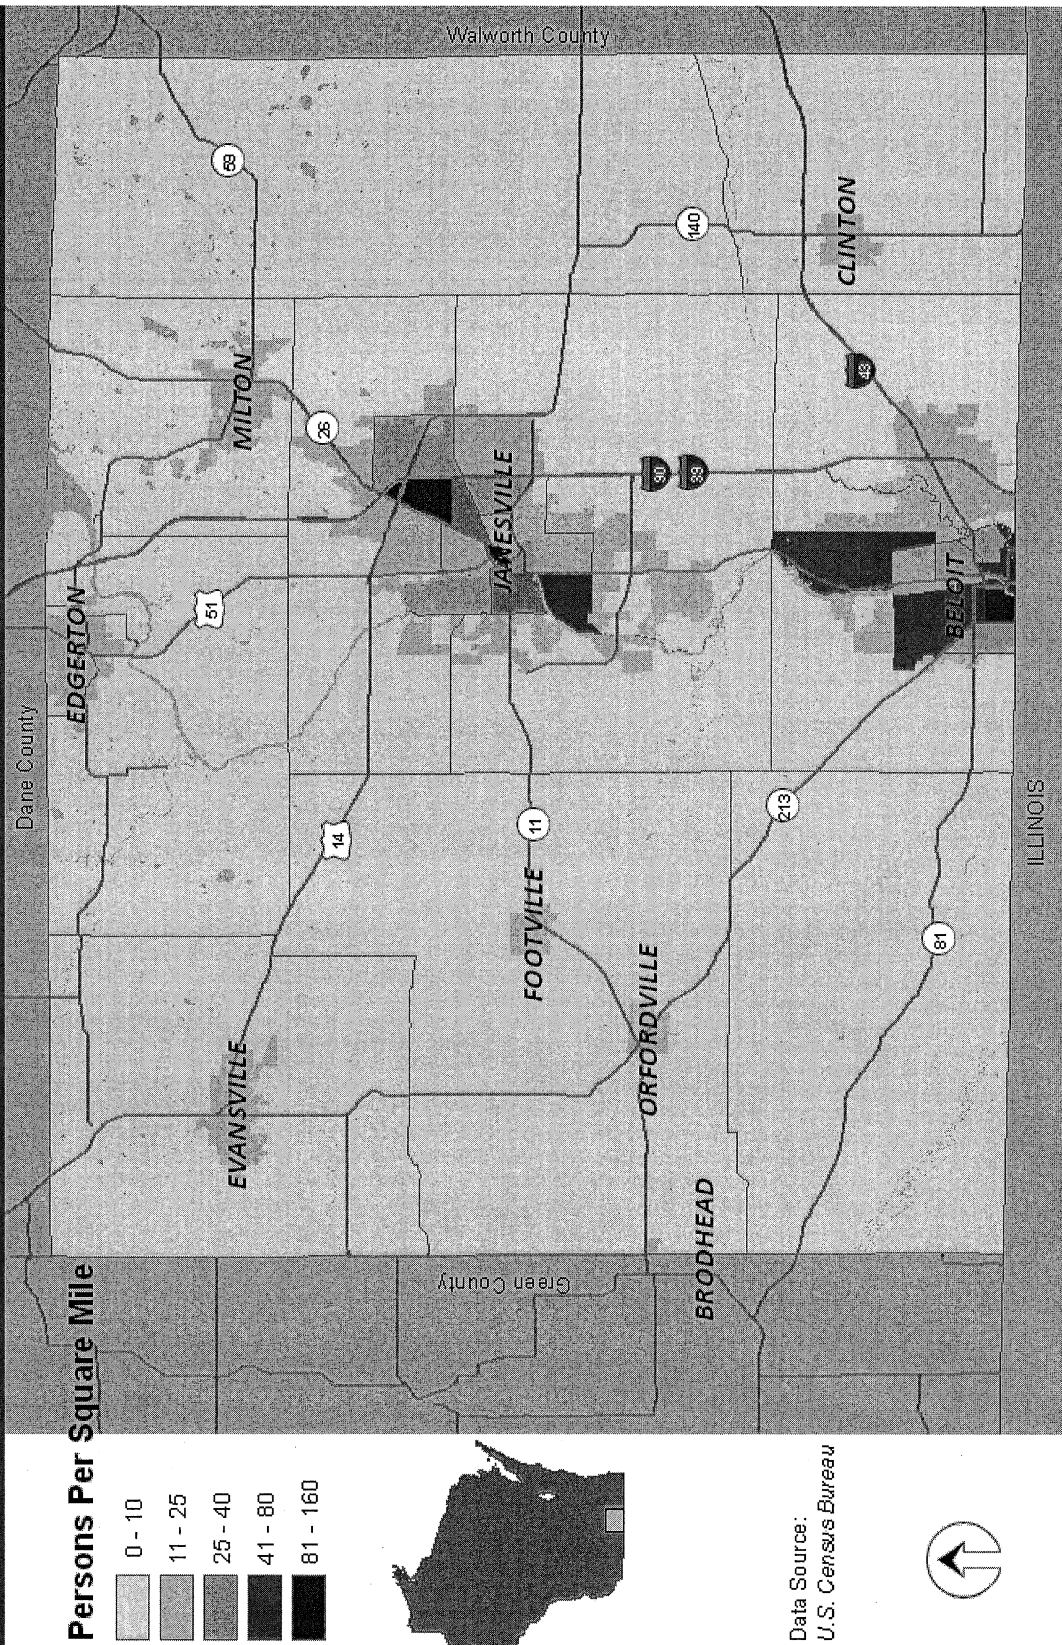 Persons Per Square Mile
0 - 10
11 - 25
25 - 40
41 - 80
81 - 160
Data Source:
U.S. Census Bureau
Dane County
Green County
Walworth County
ILLINOIS
EDGERTON
EVANSVILLE
MILTON
FOOTVILLE
JANESVILLE
ORFORDVILLE
BRODHEAD
BELOIT
CLINTON
59
51
26
14
11
140
90
39
43
213
81